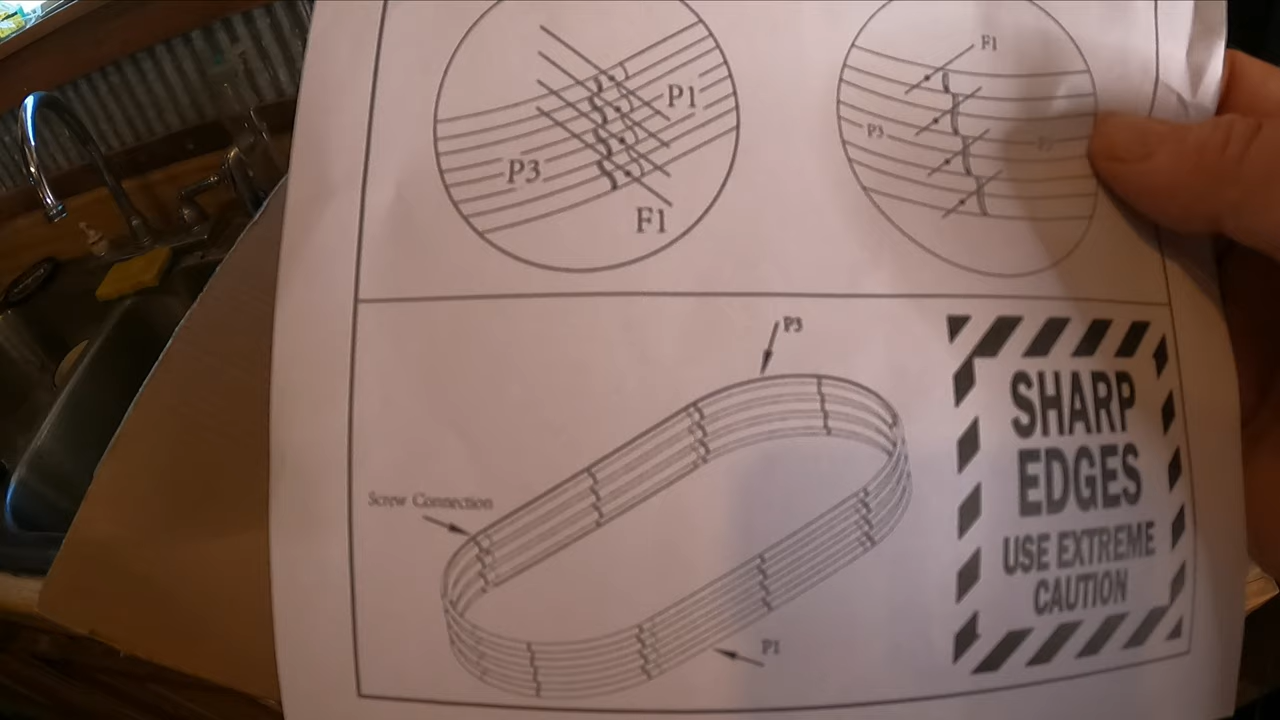 F1
P1
P3
P3
F1
P3
Screw Connection
P1
SHARP
EDGES
USE EXTREME
CAUTION